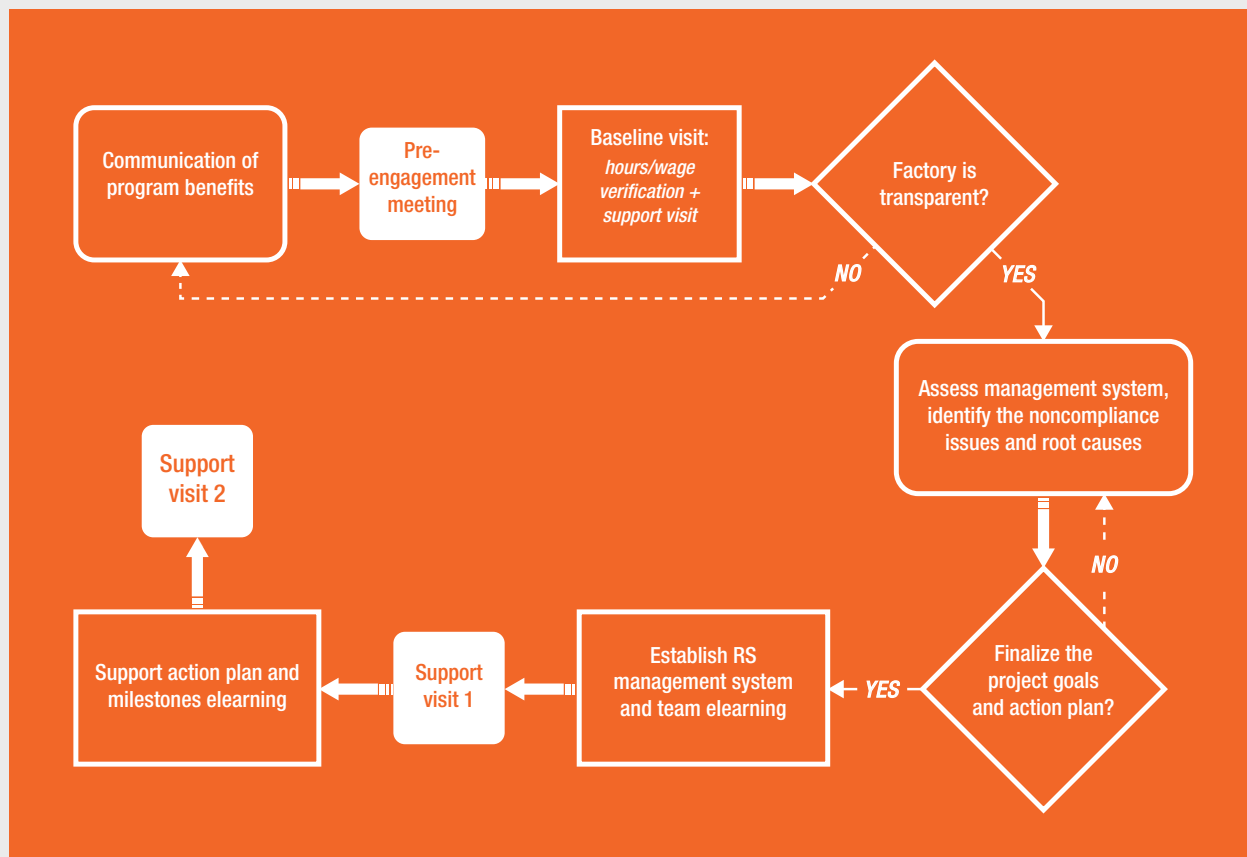 Communication of
program benefits
Pre-
engagement
meeting
Baseline visit:
hours/wage
verification +
support visit
Factory is
transparent?
NO
YES
Assess management system,
identify the noncompliance
issues and root causes
NO
Finalize the
project goals
and action plan?
YES
Establish RS
management system
and team elearning
Support
visit 1
Support action plan and
milestones elearning
Support
visit 2